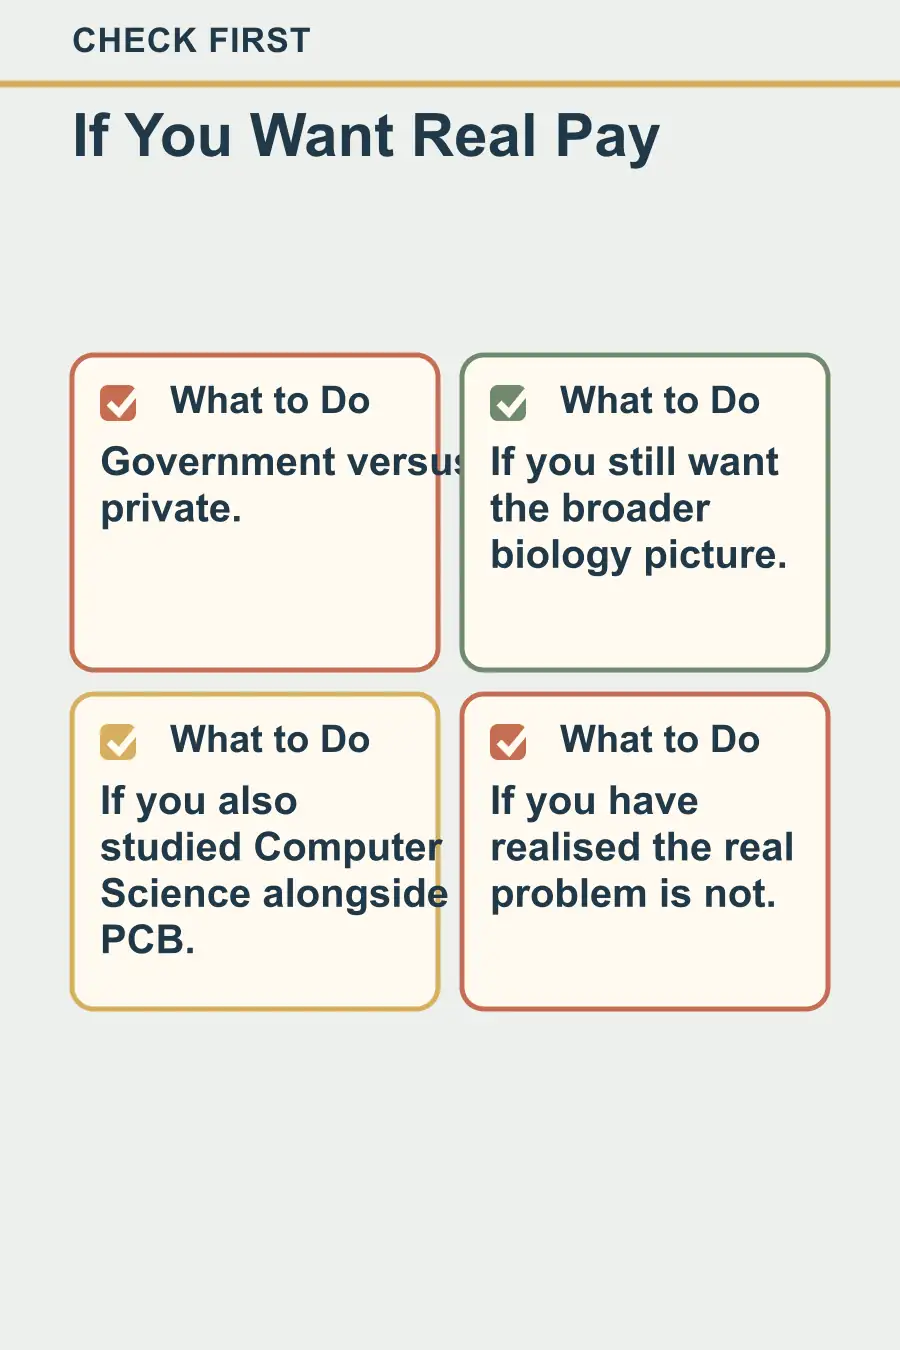 CHECK FIRST
If You Want Real Pay
What to Do
Government versus
private.
What to Do
If you still want
the broader
biology picture.
What to Do
If you also
studied Computer
Science alongside
PCB.
What to Do
If you have
realised the real
problem is not.